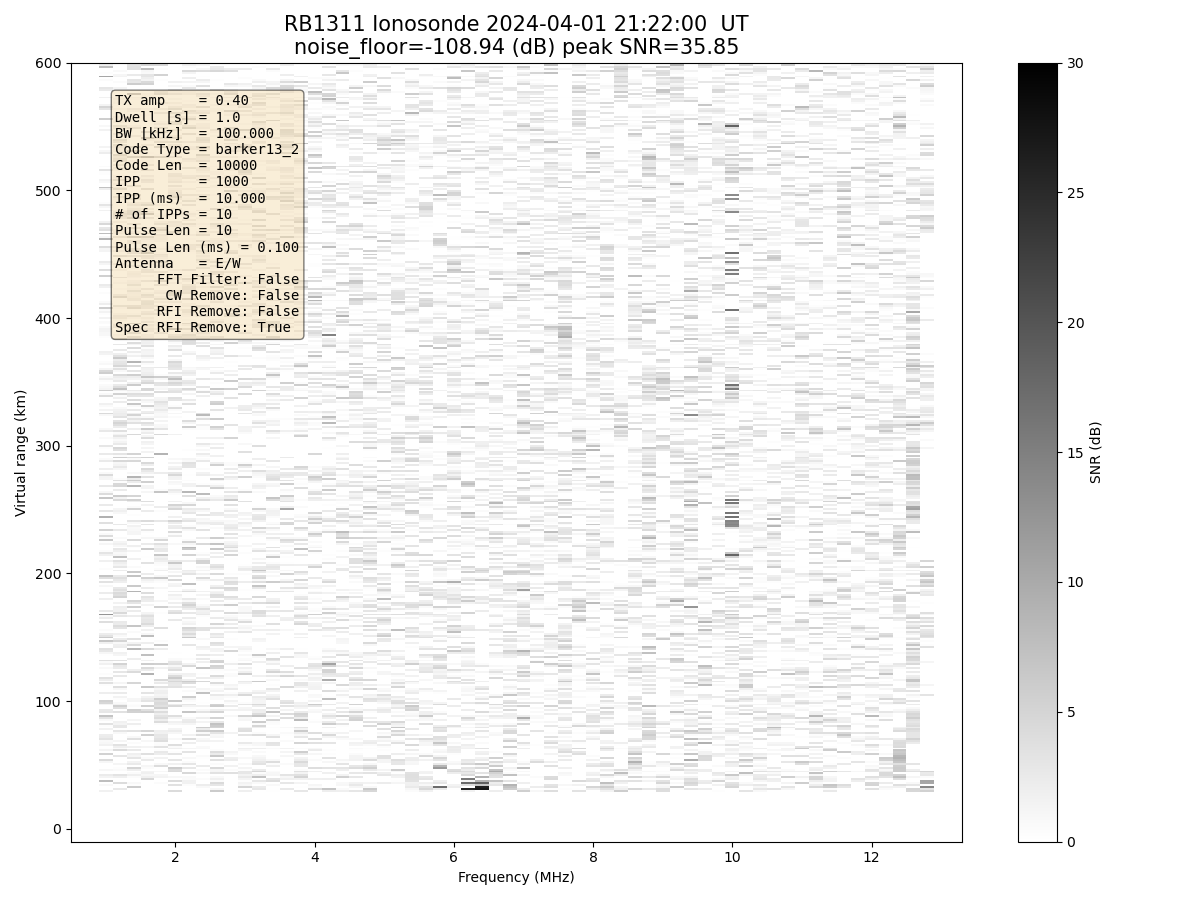 RB1311 Ionosonde 2024-04-01 21:22:00  UT
noise_floor=-108.94 (dB) peak SNR=35.85
TX amp    = 0.40
Dwell [s] = 1.0
BW [kHz]  = 100.000
Code Type = barker13_2
Code Len  = 10000
IPP       = 1000
IPP (ms)  = 10.000
# of IPPs = 10
Pulse Len = 10
Pulse Len (ms) = 0.100
Antenna   = E/W
FFT Filter: False
CW Remove: False
RFI Remove: False
Spec RFI Remove: True
Virtual range (km)
600
500
400
300
200
100
0
2 4 6 8 10 12
Frequency (MHz)
30
25
20
15
10
5
0
SNR (dB)